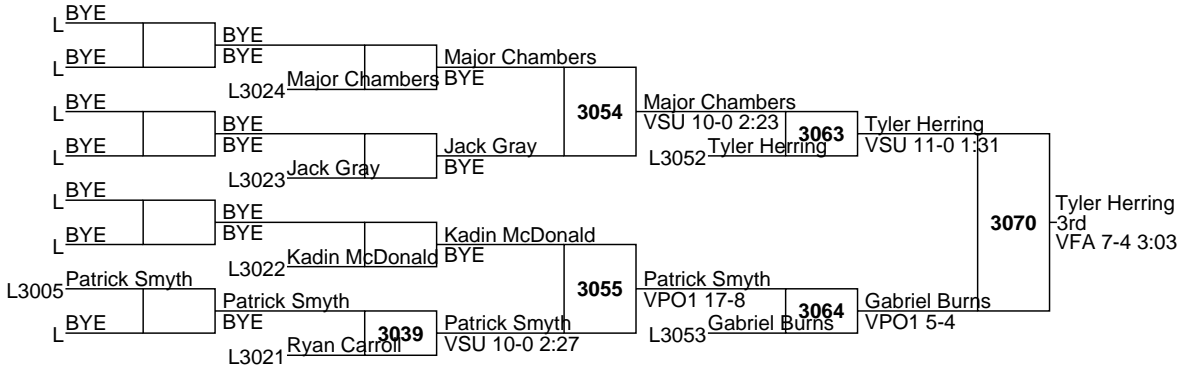 BYE
L
BYE
BYE
L
BYE
Major Chambers
L3024
Major Chambers
BYE
BYE
L
3054
Major Chambers
VSU 10-0 2:23
BYE
BYE
L
BYE
3063
Tyler Herring
VSU 11-0 1:31
Jack Gray
L3052
Tyler Herring
L3023
Jack Gray
BYE
BYE
L
BYE
Tyler Herring
3rd
VFA 7-4 3:03
BYE
BYE
L
3070
Kadin McDonald
L3022
Kadin McDonald
BYE
L3005
Patrick Smyth
3055
Patrick Smyth
VPO1 17-8
Patrick Smyth
BYE
3064
Gabriel Burns
VPO1 5-4
BYE
L
3039
Patrick Smyth
L3053
Gabriel Burns
L3021
Ryan Carroll
VSU 10-0 2:27